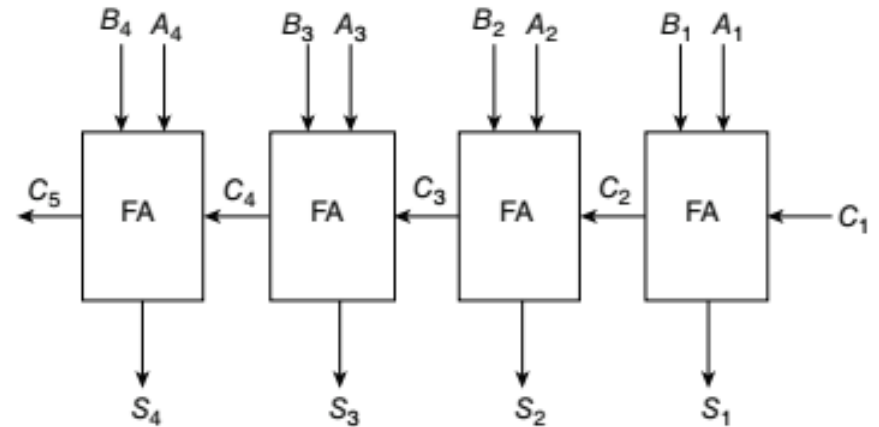 B₄ A₄ B₃ A₃ B₂ A₂ B₁ A₁
C₅ FA C₄ FA C₃ FA C₂ FA C₁
S₄ S₃ S₂ S₁